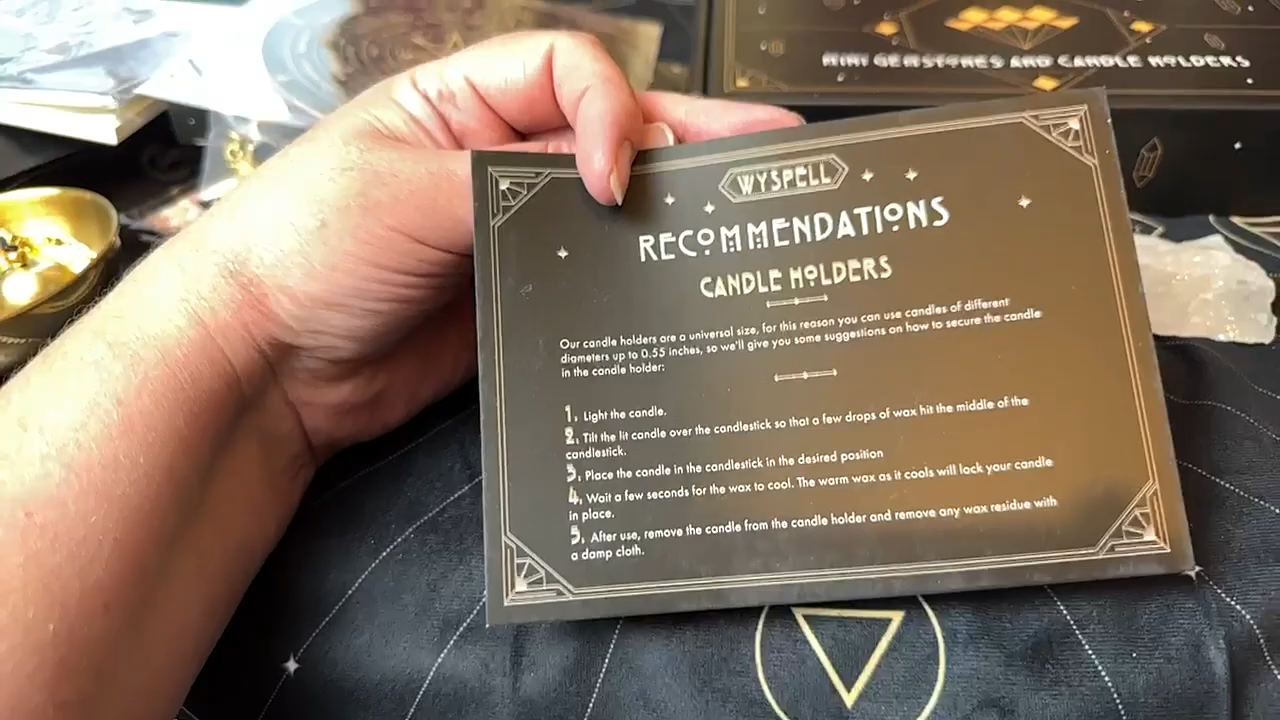 MINI GEMSTONES AND CANDLE HOLDERS
WYSPELL
RECOMMENDATIONS
CANDLE HOLDERS
Our candle holders are a universal size, for this reason you can use candles of different
diameters up to 0.55 inches, so we'll give you some suggestions on how to secure the candle
in the candle holder:
1. Light the candle.
2. Tilt the lit candle over the candlestick so that a few drops of wax hit the middle of the
candlestick.
3. Place the candle in the candlestick in the desired position
4. Wait a few seconds for the wax to cool. The warm wax as it cools will lock your candle
in place.
5. After use, remove the candle from the candle holder and remove any wax residue with
a damp cloth.